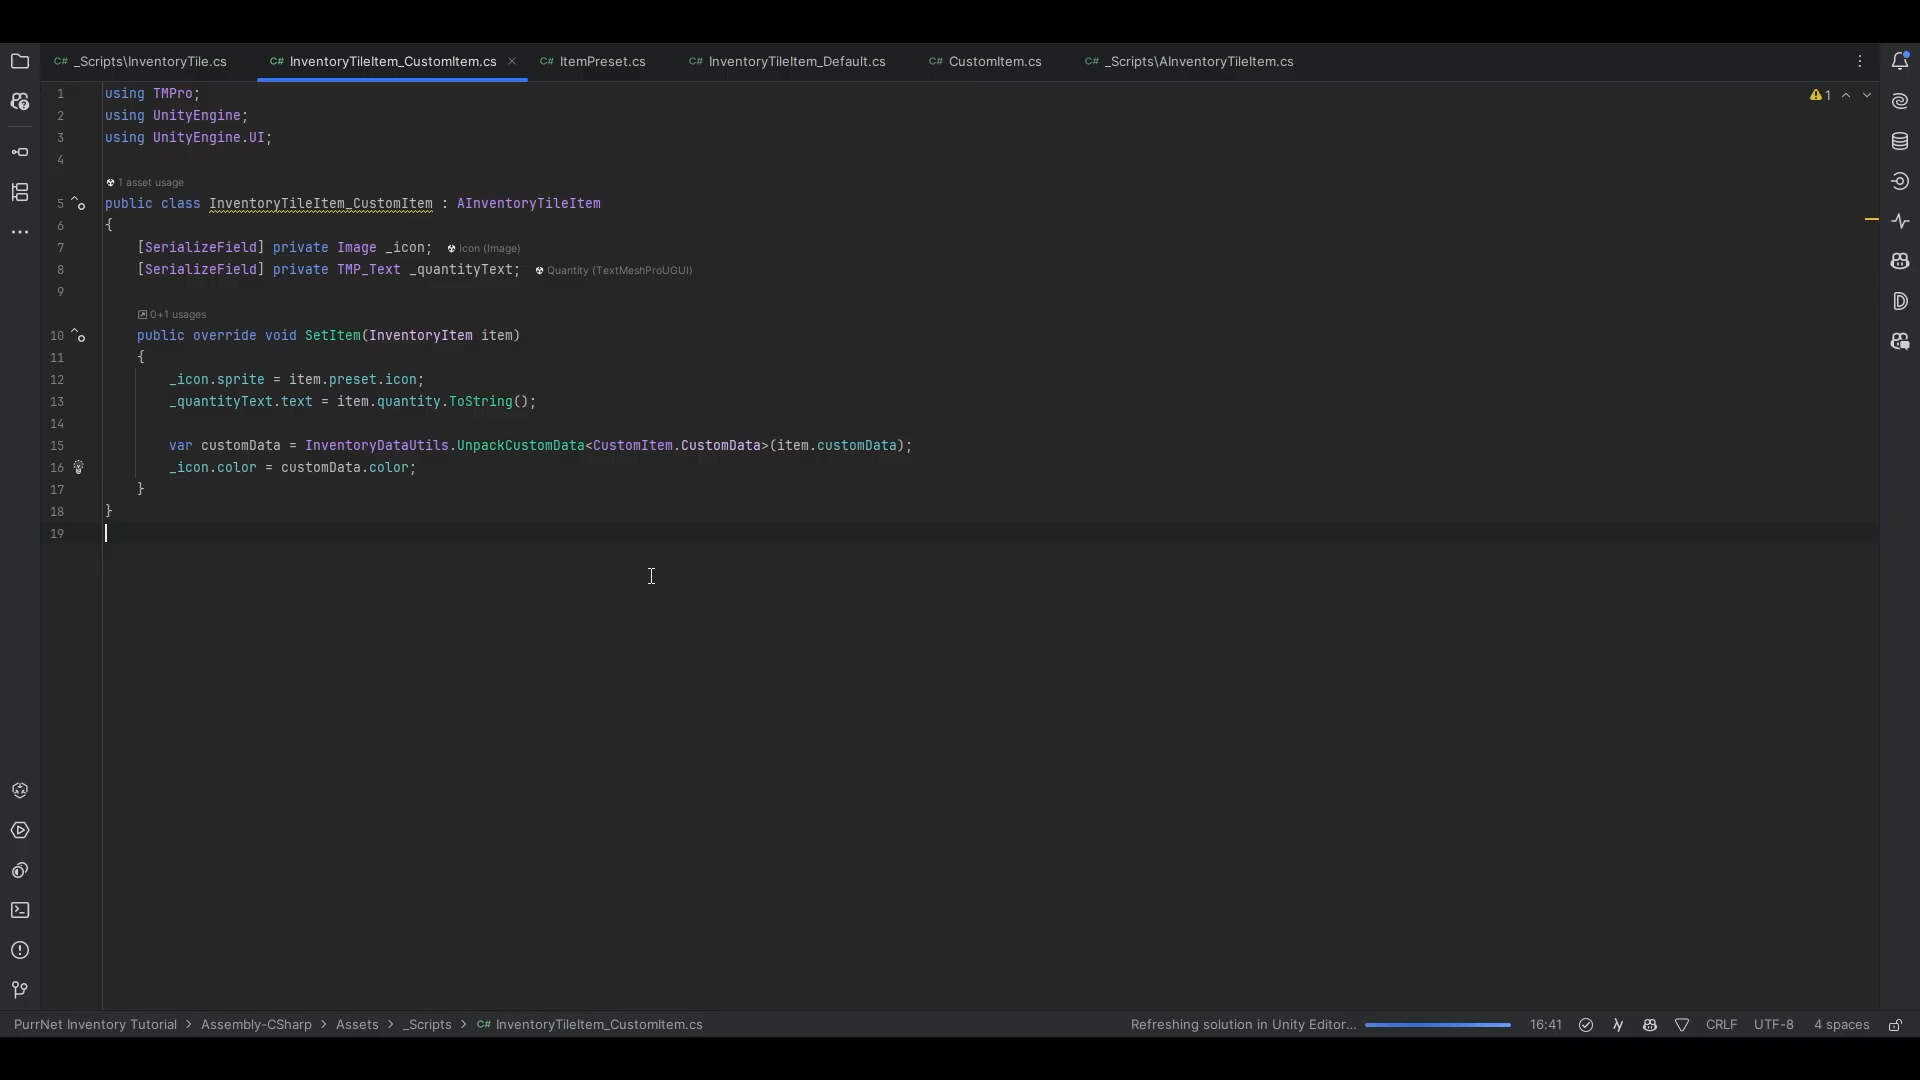 C# _Scripts\InventoryTile.cs C# InventoryTileItem_CustomItem.cs C# ItemPreset.cs C# InventoryTileItem_Default.cs C# CustomItem.cs C# _Scripts\AInventoryTileItem.cs
1 using TMPro;
1
2 using UnityEngine;
3 using UnityEngine.UI;
4
1 asset usage
5 public class InventoryTileItem_CustomItem : AInventoryTileItem
6 {
7 [SerializeField] private Image _icon; Icon (Image)
8 [SerializeField] private TMP_Text _quantityText; Quantity (TextMeshProUGUI)
9
0+1 usages
10 public override void SetItem(InventoryItem item)
11 {
12 _icon.sprite = item.preset.icon;
13 _quantityText.text = item.quantity.ToString();
14
15 var customData = InventoryDataUtils.UnpackCustomData<CustomItem.CustomData>(item.customData);
16 _icon.color = customData.color;
17 }
18 }
19
PurrNet Inventory Tutorial > Assembly-CSharp > Assets > _Scripts > C# InventoryTileItem_CustomItem.cs Refreshing solution in Unity Editor... 16:41 CRLF UTF-8 4 spaces